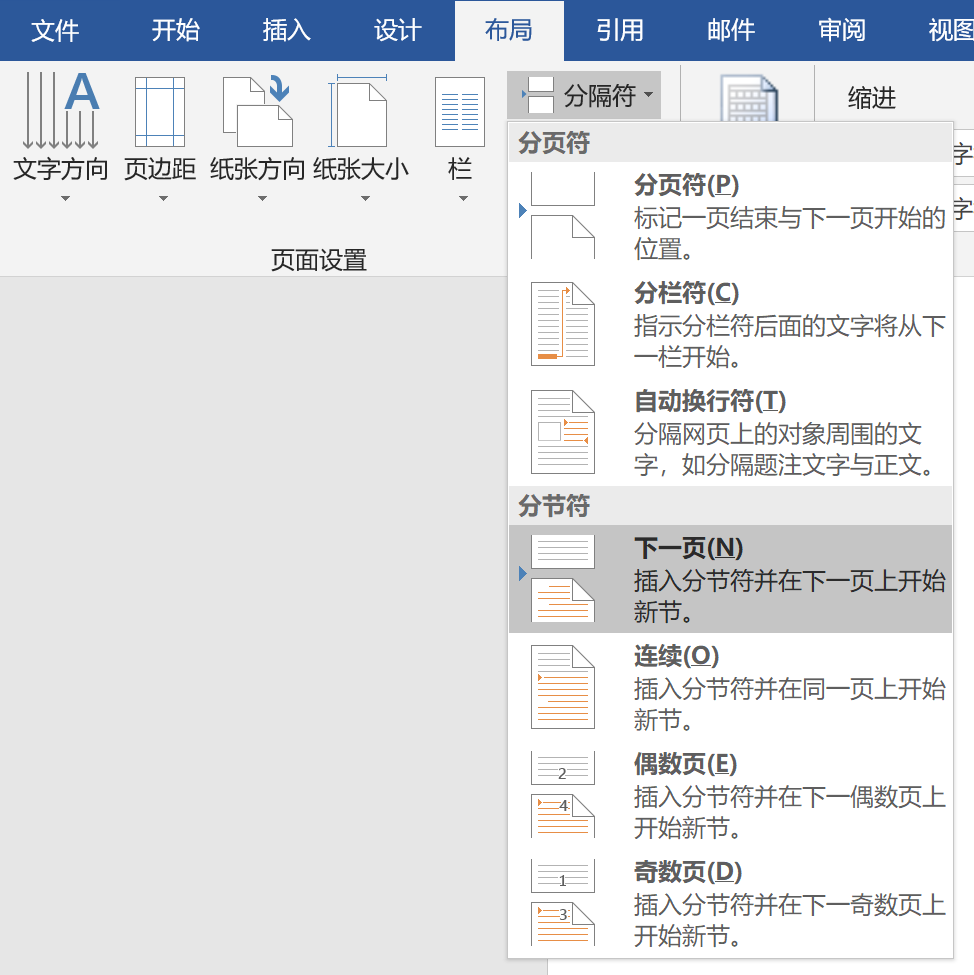 文件 开始 插入 设计 布局 引用 邮件 审阅 视图
文字方向 页边距 纸张方向 纸张大小 栏 分隔符 缩进
页面设置
字
字
分页符
分页符(P)
标记一页结束与下一页开始的
位置。
分栏符(C)
指示分栏符后面的文字将从下
一栏开始。
自动换行符(T)
分隔网页上的对象周围的文
字，如分隔题注文字与正文。
分节符
下一页(N)
插入分节符并在下一页上开始
新节。
连续(O)
插入分节符并在同一页上开始
新节。
2
4
偶数页(E)
插入分节符并在下一偶数页上
开始新节。
1
3
奇数页(D)
插入分节符并在下一奇数页上
开始新节。